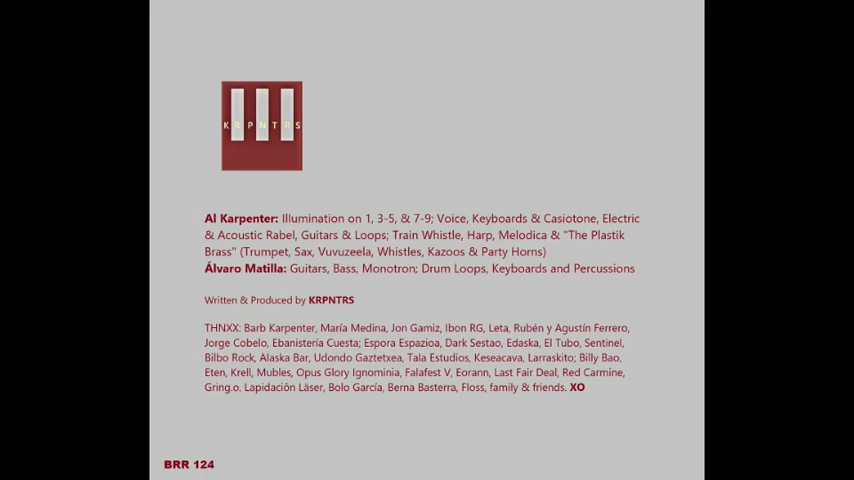 KRPNTRS
Al Karpenter: Illumination on 1, 3-5, & 7-9; Voice, Keyboards & Casiotone, Electric
& Acoustic Rabel, Guitars & Loops; Train Whistle, Harp, Melodica & "The Plastik
Brass" (Trumpet, Sax, Vuvuzeela, Whistles, Kazoos & Party Horns)
Álvaro Matilla: Guitars, Bass, Monotron; Drum Loops, Keyboards and Percussions
Written & Produced by KRPNTRS
THNXX: Barb Karpenter, María Medina, Jon Gamiz, Ibon RG, Leta, Rubén y Agustín Ferrero,
Jorge Cobelo, Ebanistería Cuesta; Espora Espazioa, Dark Sestao, Edaska, El Tubo, Sentinel,
Bilbo Rock, Alaska Bar, Udondo Gaztetxea, Tala Estudios, Keseacava, Larraskito; Billy Bao,
Eten, Krell, Mubles, Opus Glory Ignominia, Falafest V, Eorann, Last Fair Deal, Red Carmine,
Gring.o, Lapidaciôn Läser, Bolo García, Berna Basterra, Floss, family & friends. XO
BRR 124